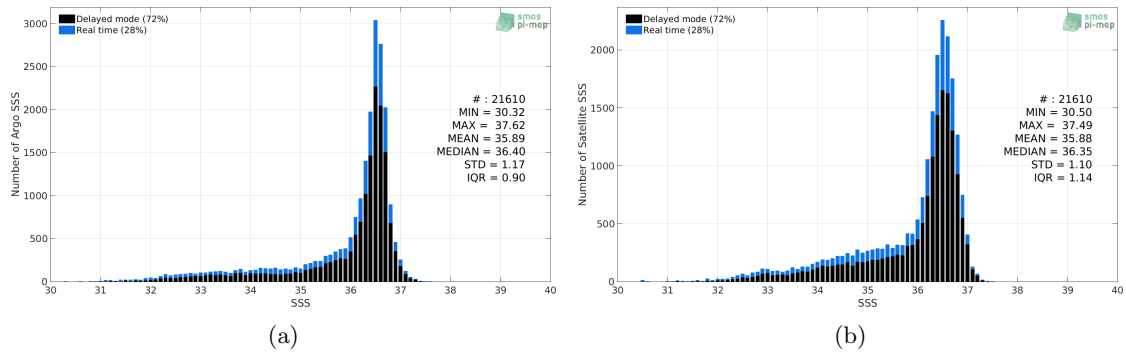 Delayed mode (72%)
Real time (28%)
smos
pi-mep
Number of Argo SSS
3000
2500
2000
1500
1000
500
0
# : 21610
MIN = 30.32
MAX = 37.62
MEAN = 35.89
MEDIAN = 36.40
STD = 1.17
IQR = 0.90
30 31 32 33 34 35 36 37 38 39 40
SSS
(a)
Delayed mode (72%)
Real time (28%)
smos
pi-mep
Number of Satellite SSS
2000
1500
1000
500
0
# : 21610
MIN = 30.50
MAX = 37.49
MEAN = 35.88
MEDIAN = 36.35
STD = 1.10
IQR = 1.14
30 31 32 33 34 35 36 37 38 39 40
SSS
(b)